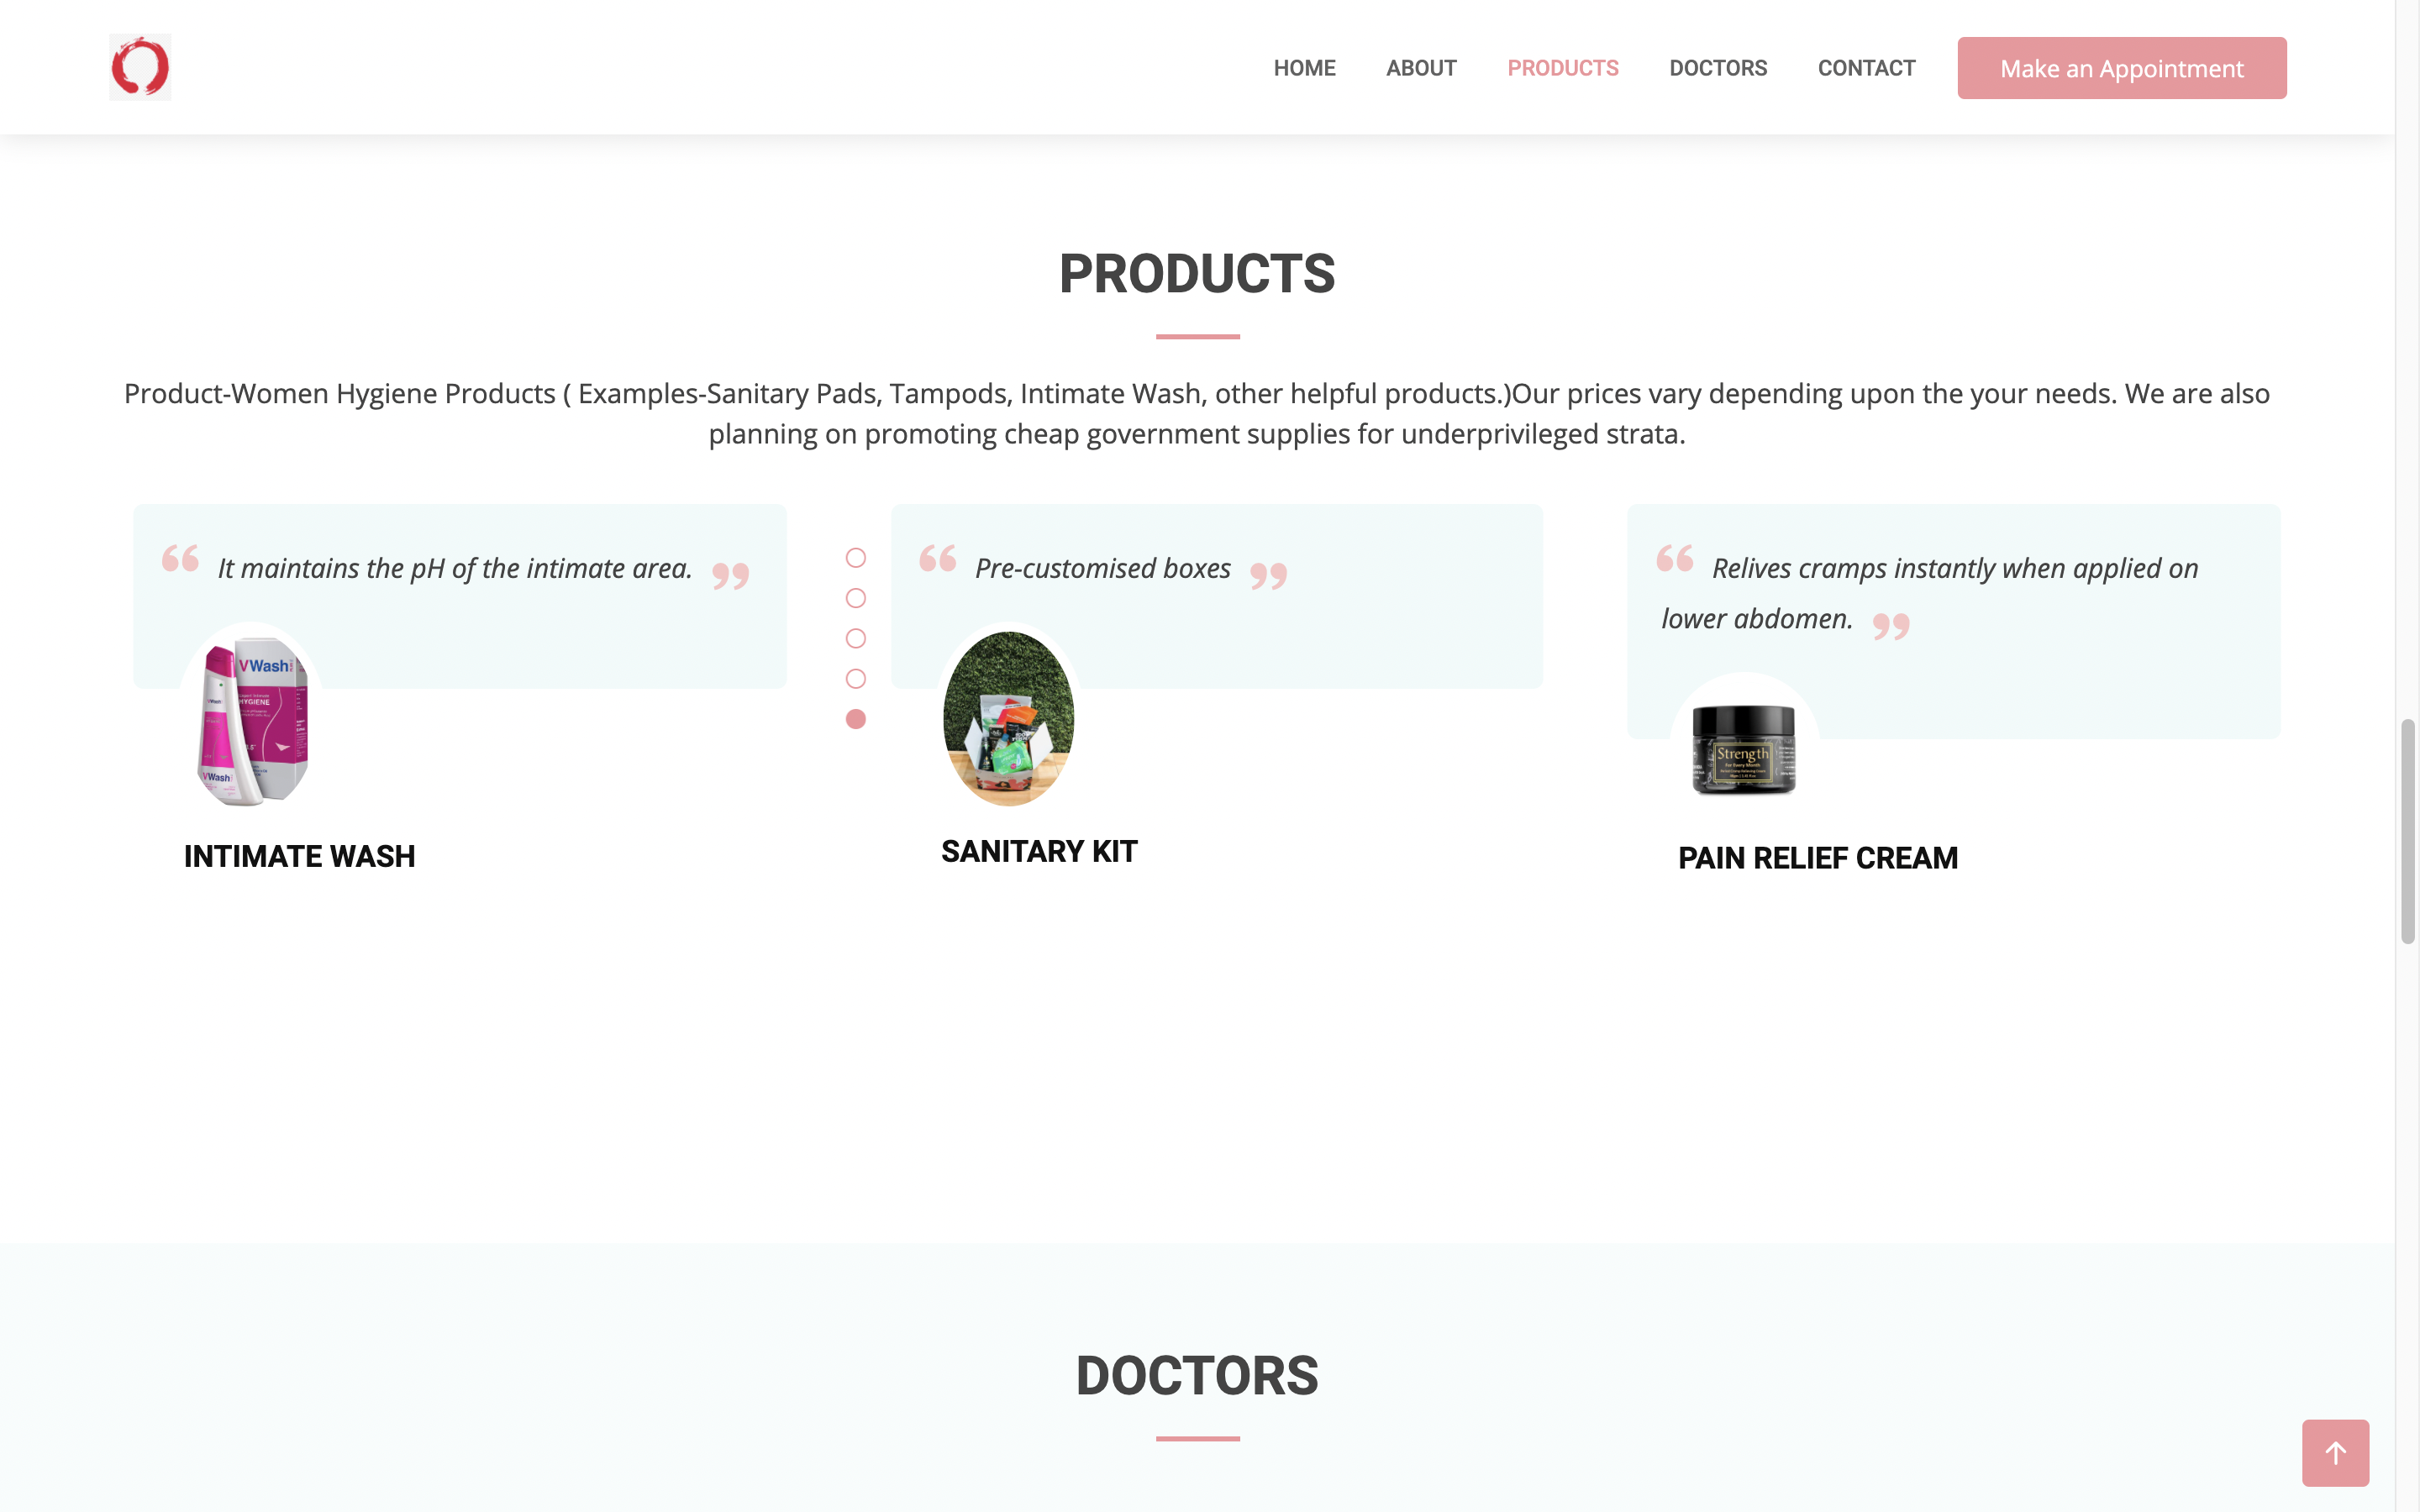 HOME ABOUT PRODUCTS DOCTORS CONTACT Make an Appointment
PRODUCTS
Product-Women Hygiene Products ( Examples-Sanitary Pads, Tampods, Intimate Wash, other helpful products.)Our prices vary depending upon the your needs. We are also
planning on promoting cheap government supplies for underprivileged strata.
“ It maintains the pH of the intimate area. ”
VWash
HYGIENE
VWash
INTIMATE WASH
“ Pre-customised boxes ”
SANITARY KIT
“ Relives cramps instantly when applied on
lower abdomen. ”
Strength
For Every Month
PAIN RELIEF CREAM
DOCTORS